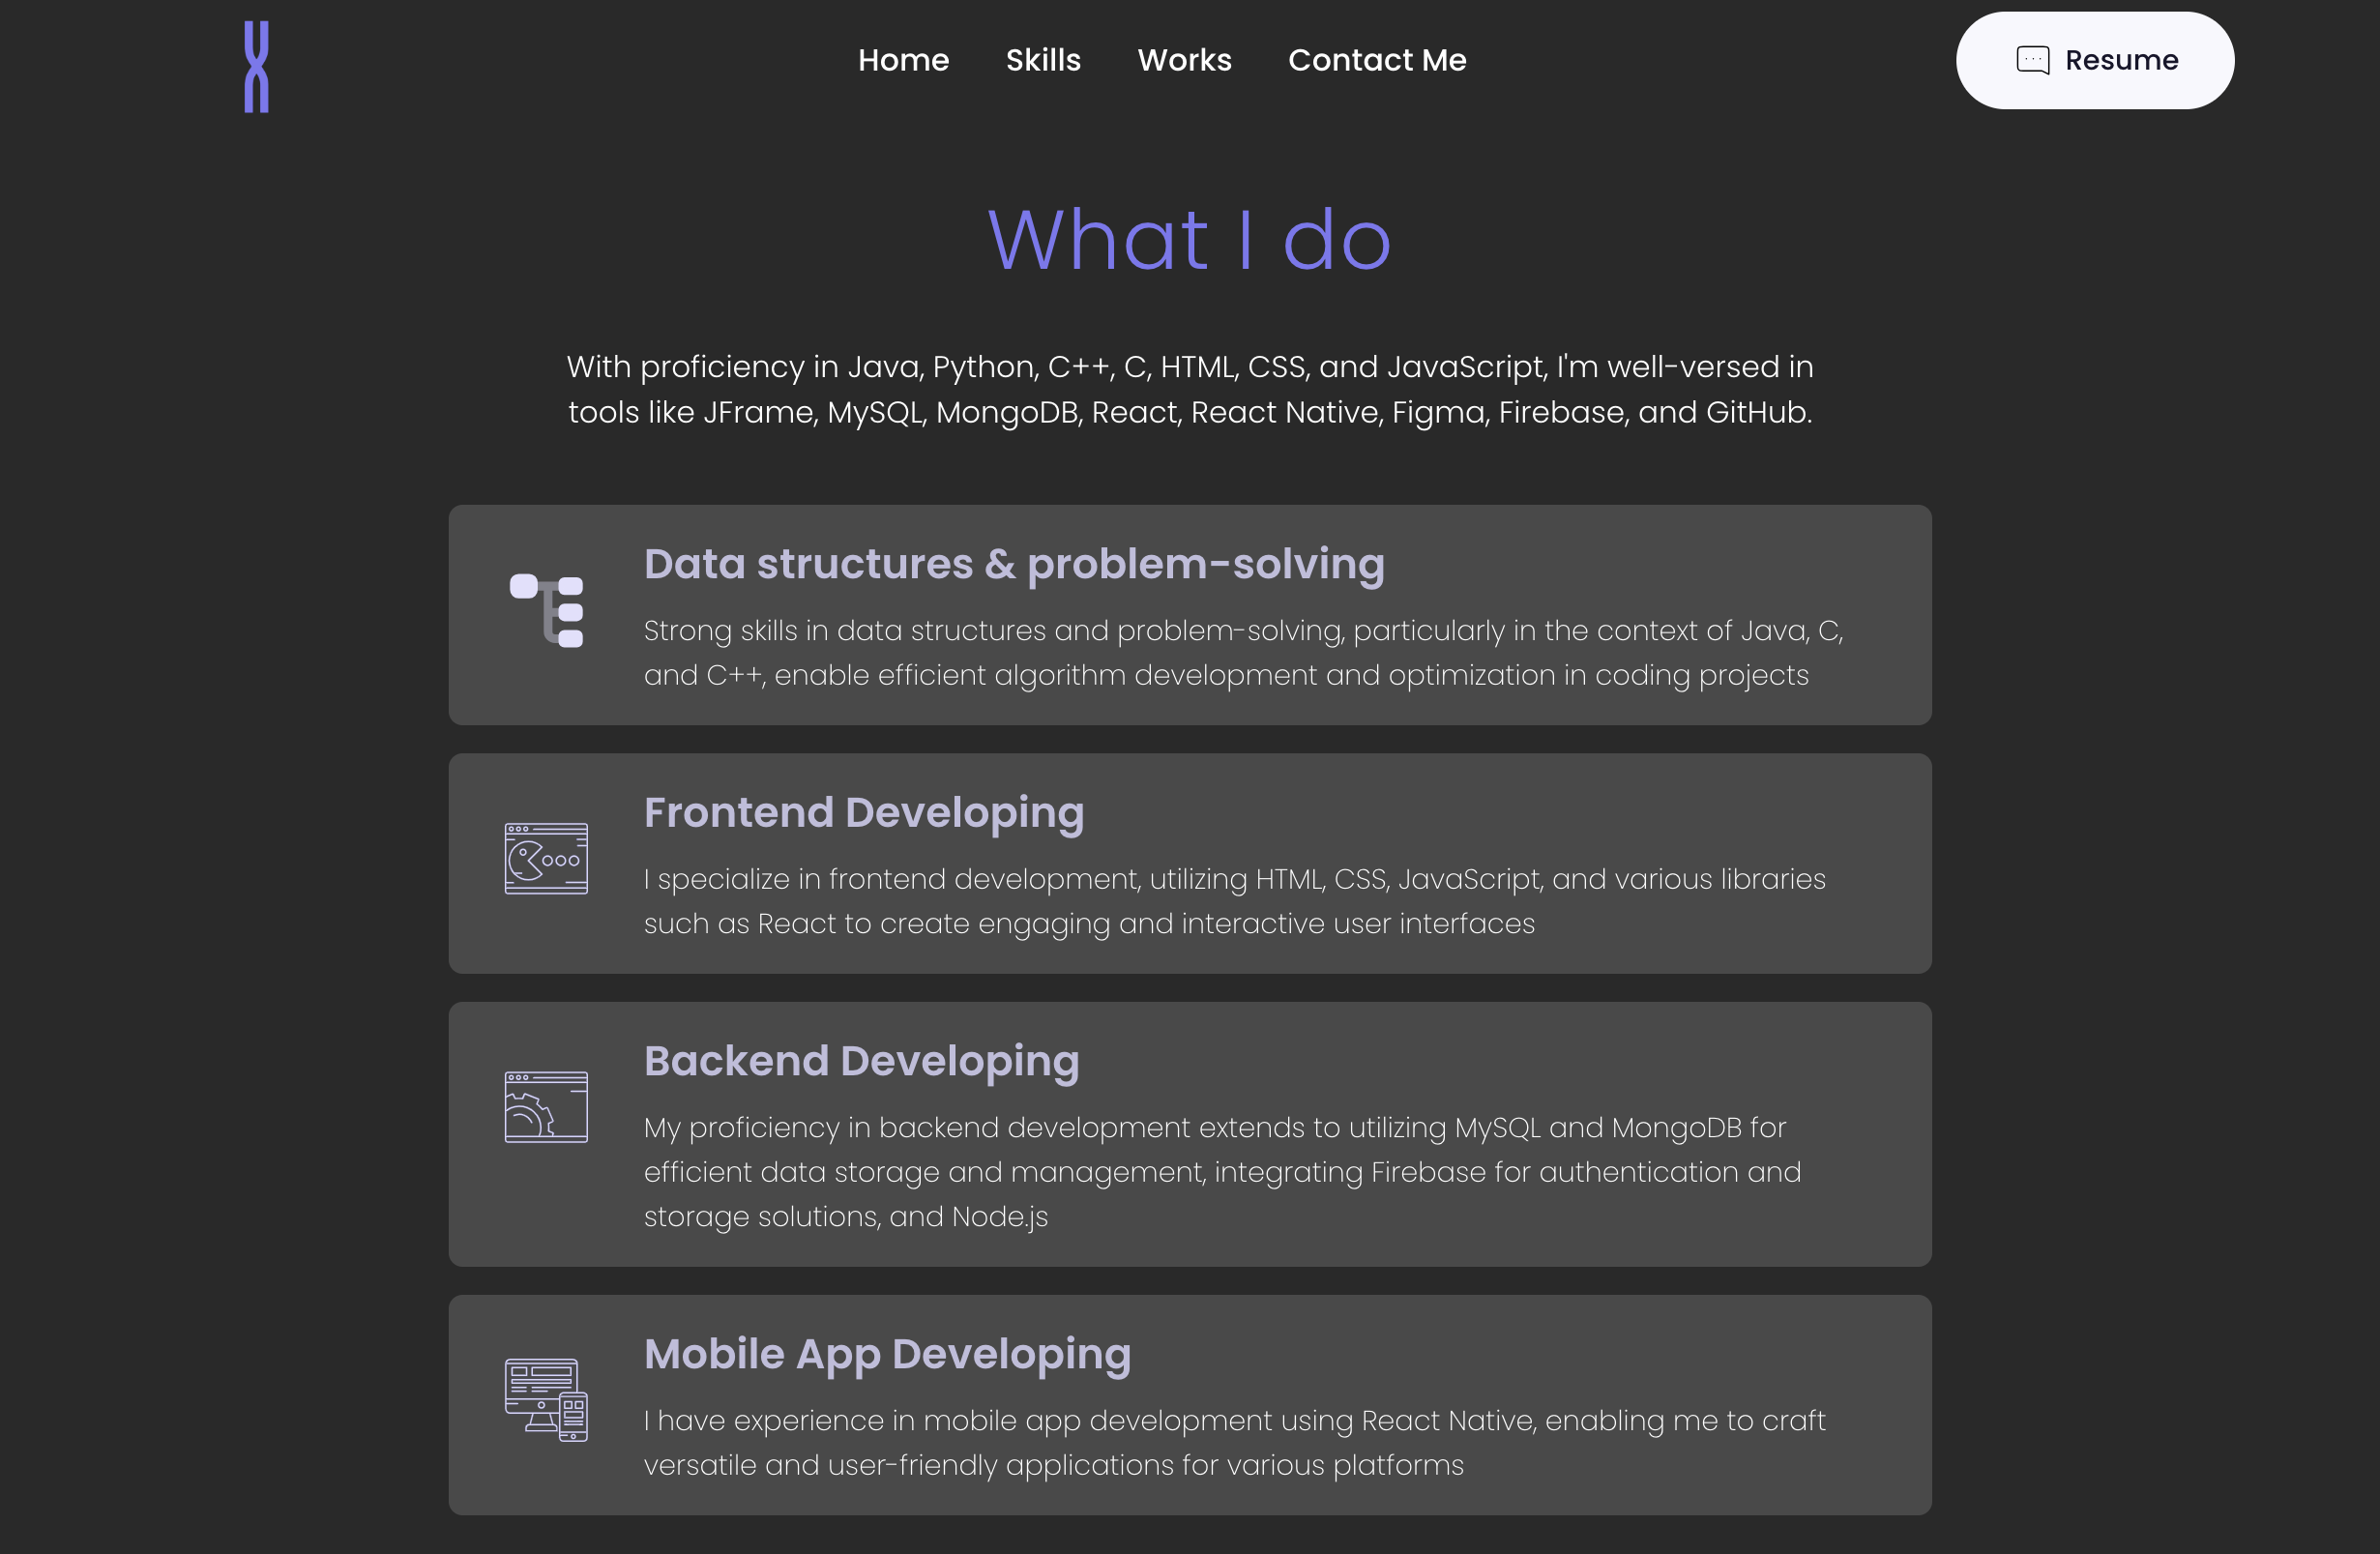 Home Skills Works Contact Me Resume
What I do
With proficiency in Java, Python, C++, C, HTML, CSS, and JavaScript, I'm well-versed in
tools like JFrame, MySQL, MongoDB, React, React Native, Figma, Firebase, and GitHub.
Data structures & problem-solving
Strong skills in data structures and problem-solving, particularly in the context of Java, C,
and C++, enable efficient algorithm development and optimization in coding projects
Frontend Developing
I specialize in frontend development, utilizing HTML, CSS, JavaScript, and various libraries
such as React to create engaging and interactive user interfaces
Backend Developing
My proficiency in backend development extends to utilizing MySQL and MongoDB for
efficient data storage and management, integrating Firebase for authentication and
storage solutions, and Node.js
Mobile App Developing
I have experience in mobile app development using React Native, enabling me to craft
versatile and user-friendly applications for various platforms